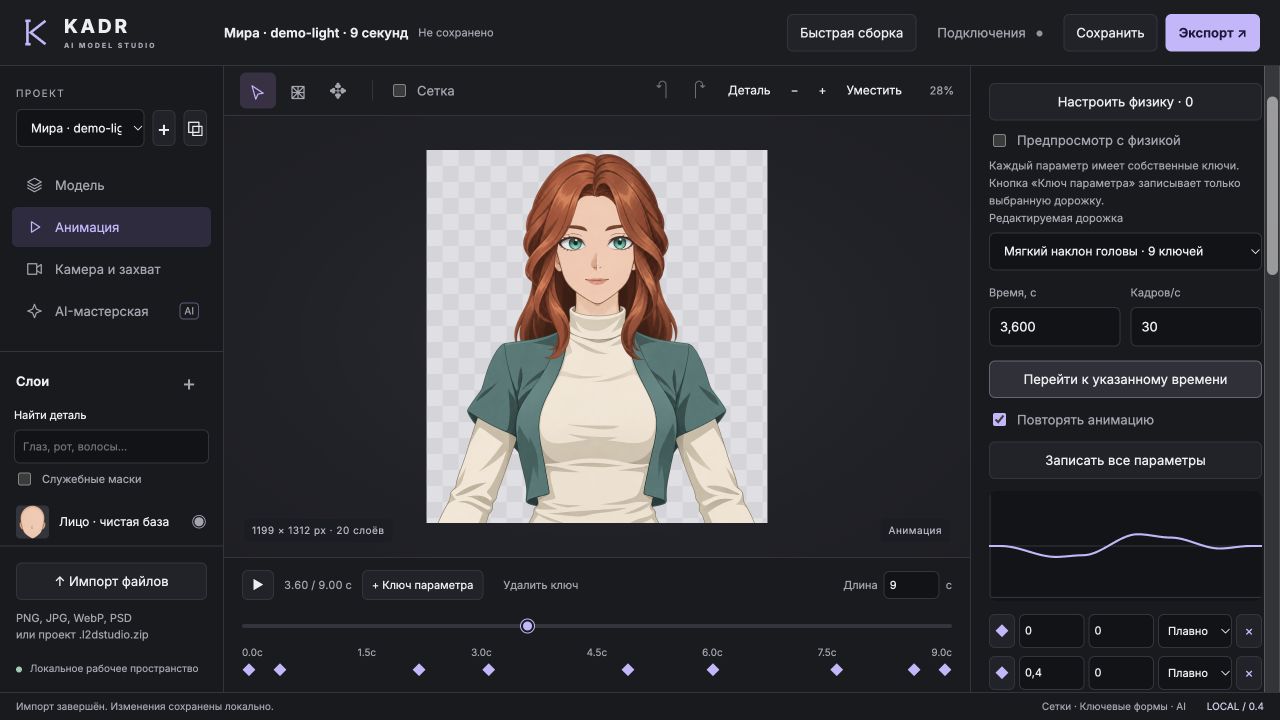 KADR
AI MODEL STUDIO
Мира · demo-light · 9 секунд
Не сохранено
Быстрая сборка
Подключения
Сохранить
Экспорт ↗
ПРОЕКТ
Мира · demo-lig
+
Модель
Анимация
Камера и захват
AI-мастерская
AI
Слои
+
Найти деталь
Глаз, рот, волосы...
Служебные маски
Лицо · чистая база
↑ Импорт файлов
PNG, JPG, WebP, PSD
или проект .l2dstudio.zip
Локальное рабочее пространство
Сетка
Деталь
−
+
Уместить
28%
1199 × 1312 px · 20 слоёв
Анимация
3.60 / 9.00 с
+ Ключ параметра
Удалить ключ
Длина
9
с
0.0с
1.5с
3.0с
4.5с
6.0с
7.5с
9.0с
Настроить физику · 0
Предпросмотр с физикой
Каждый параметр имеет собственные ключи.
Кнопка «Ключ параметра» записывает только
выбранную дорожку.
Редактируемая дорожка
Мягкий наклон головы · 9 ключей
Время, с
Кадров/с
3,600
30
Перейти к указанному времени
Повторять анимацию
Записать все параметры
0
0
Плавно
×
0,4
0
Плавно
×
Импорт завершён. Изменения сохранены локально.
Сетки · Ключевые формы · AI
LOCAL / 0.4